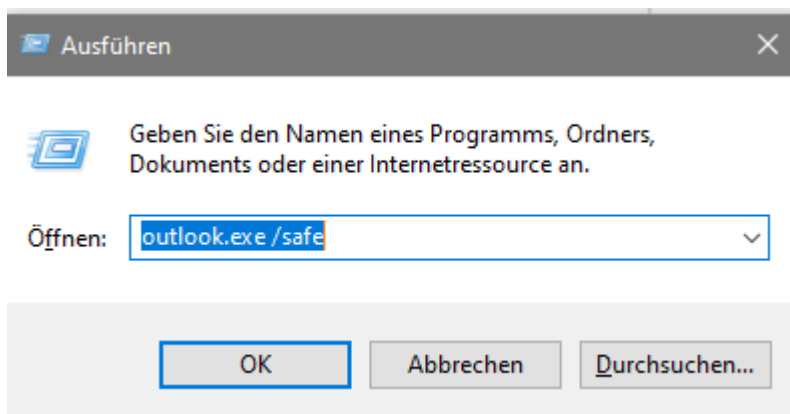 Ausführen
Geben Sie den Namen eines Programms, Ordners,
Dokuments oder einer Internetressource an.
Öffnen: outlook.exe /safe
OK Abbrechen Durchsuchen...